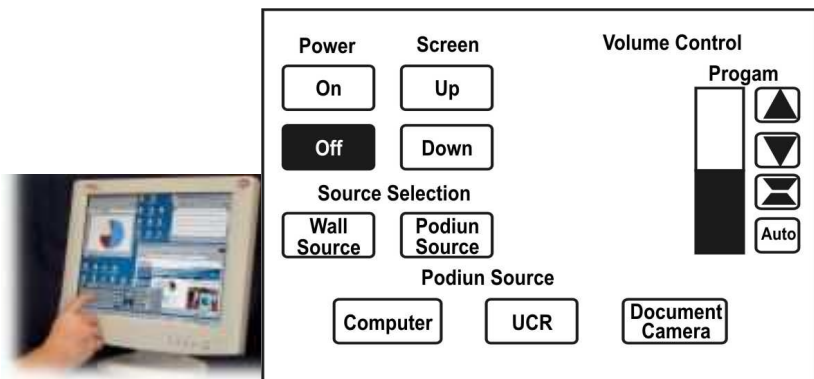 Power
Screen
Volume Control
Progam
On
Up
Off
Down
Source Selection
Wall
Source
Podiun
Source
Auto
Podiun Source
Computer
UCR
Document
Camera